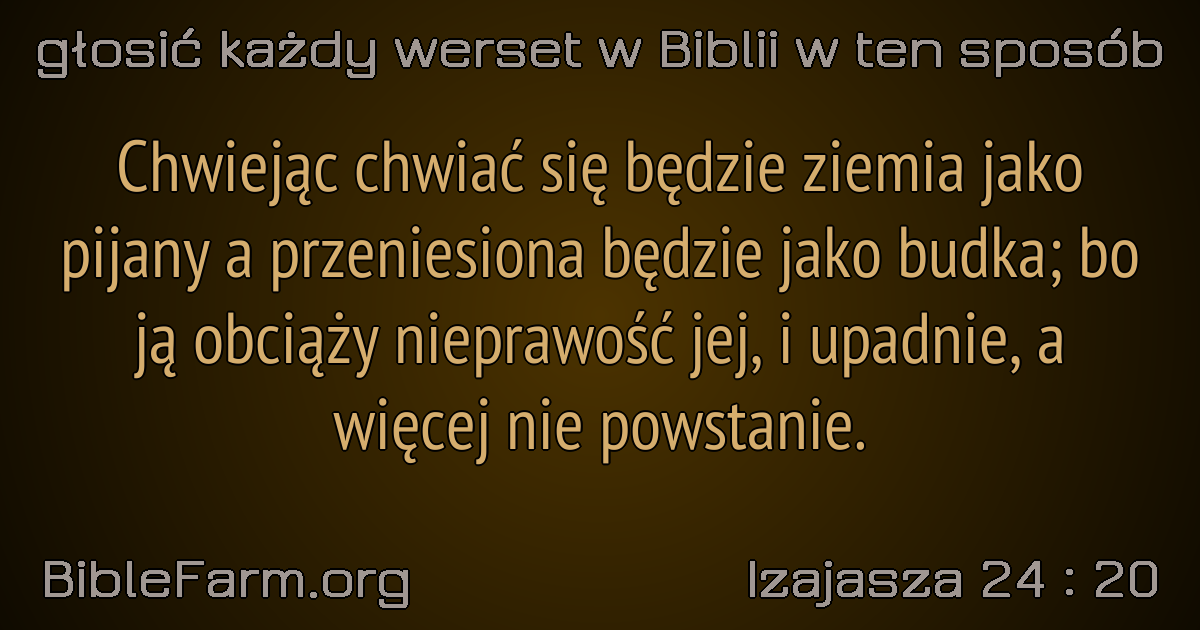 głosić każdy werset w Biblii w ten sposób
Chwiejąc chwiać się będzie ziemia jako
pijany a przeniesiona będzie jako budka; bo
ją obciąży nieprawość jej, i upadnie, a
więcej nie powstanie.
BibleFarm.org
Izajasza 24 : 20